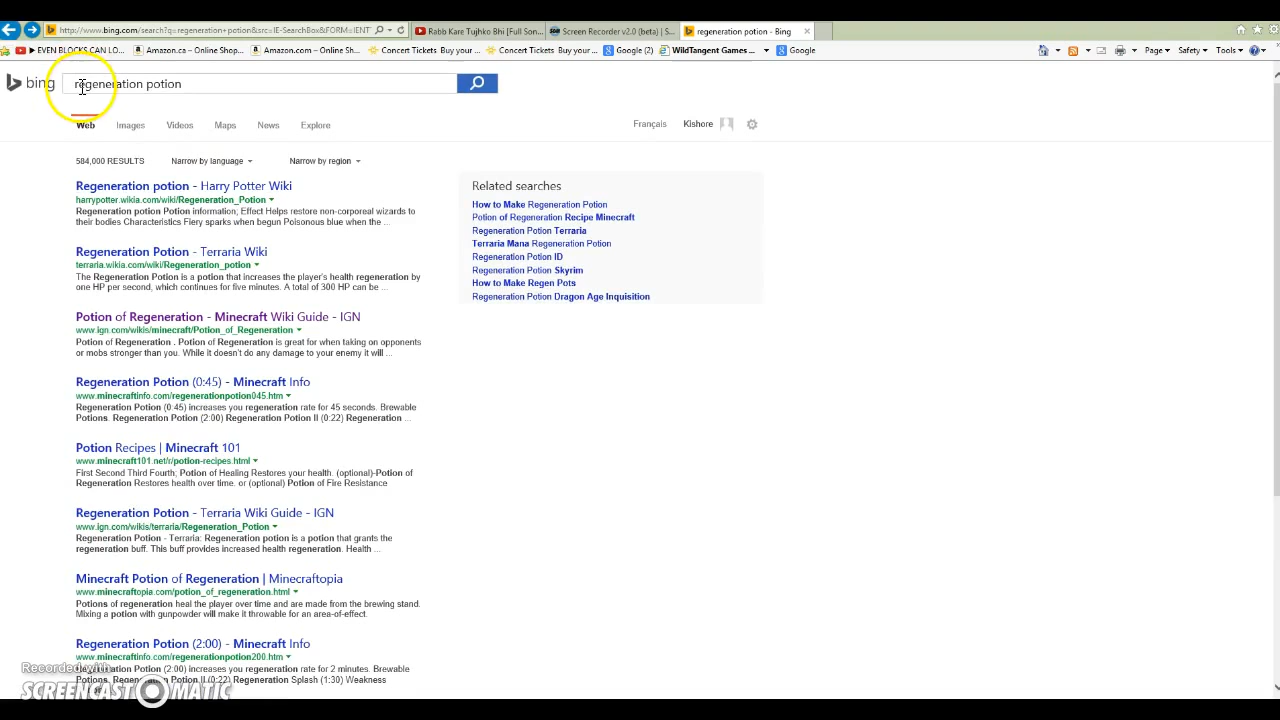 http://www.bing.com/search?q=regeneration+potion&src=IE-SearchBox&FORM=IENT
Rabb Kare Tujhko Bhi [Full Son...
Screen Recorder v2.0 (beta) | S...
regeneration potion - Bing
EVEN BLOCKS CAN LO...
Amazon.ca – Online Shop...
Amazon.com – Online Sh...
Concert Tickets Buy your ...
Concert Tickets Buy your ...
Google (2)
WildTangent Games ...
Google
Page
Safety
Tools
bing
regeneration potion
Web
Images
Videos
Maps
News
Explore
Français
Kishore
584,000 RESULTS
Narrow by language
Narrow by region
Regeneration potion - Harry Potter Wiki
harrypotter.wikia.com/wiki/Regeneration_Potion
Regeneration potion Potion information; Effect Helps restore non-corporeal wizards to
their bodies Characteristics Fiery sparks when begun Poisonous blue when the ...
Regeneration Potion - Terraria Wiki
terraria.wikia.com/wiki/Regeneration_potion
The Regeneration Potion is a potion that increases the player's health regeneration by
one HP per second, which continues for five minutes. A total of 300 HP can be ...
Potion of Regeneration - Minecraft Wiki Guide - IGN
www.ign.com/wikis/minecraft/Potion_of_Regeneration
Potion of Regeneration . Potion of Regeneration is great for when taking on opponents
or mobs stronger than you. While it doesn't do any damage to your enemy it will ...
Regeneration Potion (0:45) - Minecraft Info
www.minecraftinfo.com/regenerationpotion045.htm
Regeneration Potion (0:45) increases you regeneration rate for 45 seconds. Brewable
Potions. Regeneration Potion (2:00) Regeneration Potion II (0:22) Regeneration ...
Potion Recipes | Minecraft 101
www.minecraft101.net/r/potion-recipes.html
First Second Third Fourth; Potion of Healing Restores your health. (optional)-Potion of
Regeneration Restores health over time. or (optional) Potion of Fire Resistance
Regeneration Potion - Terraria Wiki Guide - IGN
www.ign.com/wikis/terraria/Regeneration_Potion
Regeneration Potion - Terraria: Regeneration potion is a potion that grants the
regeneration buff. This buff provides increased health regeneration. Health ...
Minecraft Potion of Regeneration | Minecraftopia
www.minecraftopia.com/potion_of_regeneration.html
Potions of regeneration heal the player over time and are made from the brewing stand.
Mixing a potion with gunpowder will make it throwable for an area-of-effect.
Regeneration Potion (2:00) - Minecraft Info
www.minecraftinfo.com/regenerationpotion200.htm
Regeneration Potion (2:00) increases you regeneration rate for 2 minutes. Brewable
Potions. Regeneration Potion II (0:22) Regeneration Splash (1:30) Weakness
Related searches
How to Make Regeneration Potion
Potion of Regeneration Recipe Minecraft
Regeneration Potion Terraria
Terraria Mana Regeneration Potion
Regeneration Potion ID
Regeneration Potion Skyrim
How to Make Regen Pots
Regeneration Potion Dragon Age Inquisition
Recorded with
SCREENCAST-O-MATIC